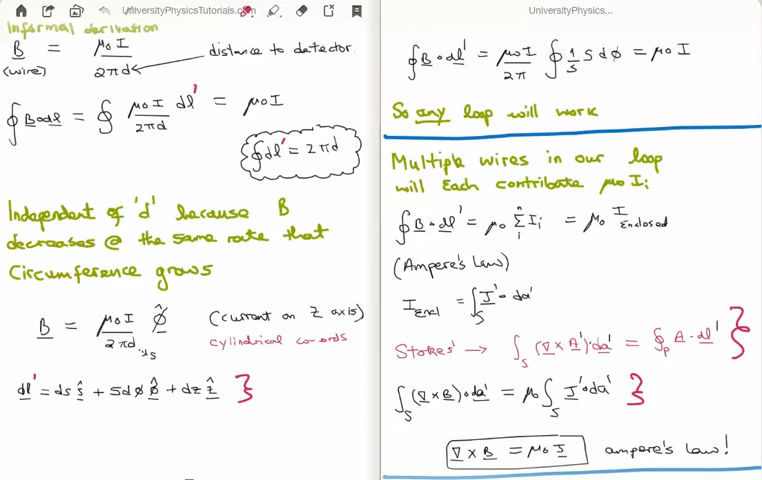 UniversityPhysicsTutorials.com
Informal derivation
B = μ₀I / 2πd ← distance to detector.
(wire)
∮ B∘dl = ∮ μ₀I / 2πd dl' = μ₀I
∮dl' = 2πd
Independent of 'd' because B
decreases @ the same rate that
Circumference grows
B = μ₀I / 2πd φ̂ (current on z axis)
↘s cylindrical coords
dl' = ds ŝ + sdφ φ̂ + dz ẑ }
UniversityPhysics...
∮ B∘dl' = μ₀I / 2π ∮ 1/s s dφ = μ₀I
So any loop will work
Multiple wires in our loop
will each contribute μ₀Iᵢ
∮ B∘dl' = μ₀ Σᵢⁿ Iᵢ = μ₀ I Enclosed
(Ampere's Law)
I Encl = ∫ₛ J'∘da'
Stokes' → ∫ₛ (∇×A')∘da' = ∮ₚ A∘dl' }
∫ₛ (∇×B)∘da' = μ₀ ∫ₛ J'∘da' }
∇×B = μ₀J ampere's law!